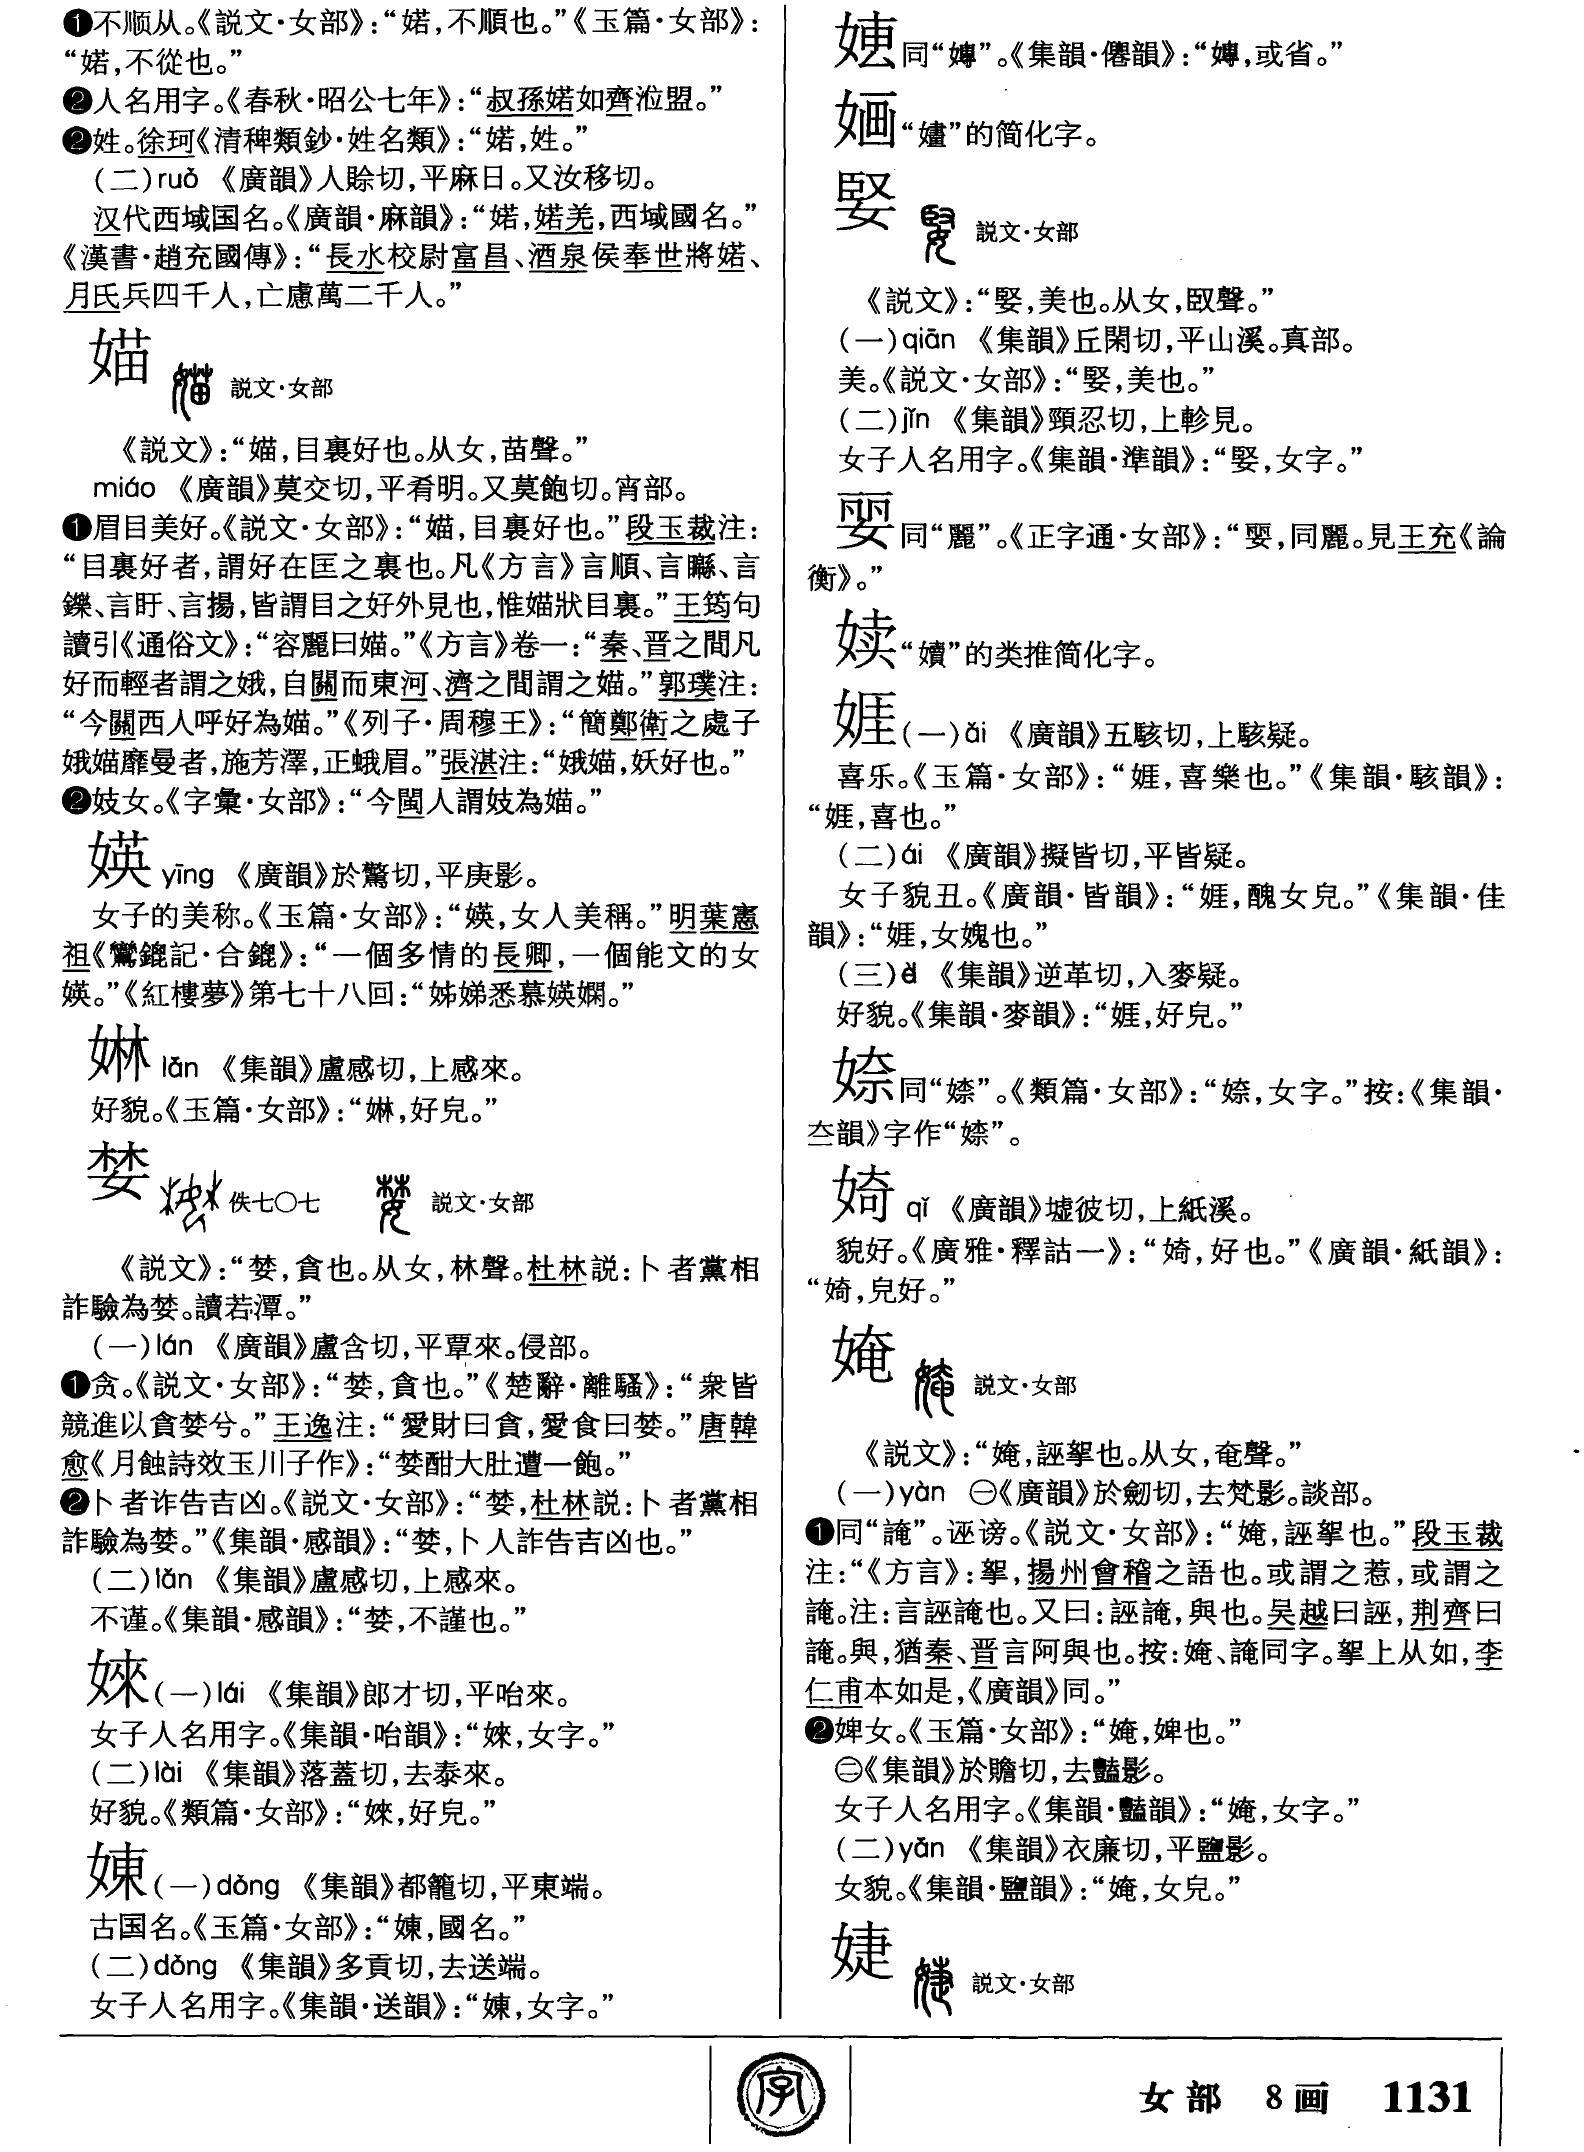 ❶不顺从。《説文·女部》：“婼，不順也。”《玉篇·女部》：
“婼，不從也。”
❷人名用字。《春秋·昭公七年》：“叔孫婼如齊涖盟。”
❷姓。徐珂《清稗類鈔·姓名類》：“婼，姓。”
（二）ruǒ 《廣韻》人賒切，平麻日。又汝移切。
汉代西域国名。《廣韻·麻韻》：“婼，婼羌，西域國名。”
《漢書·趙充國傳》：“長水校尉富昌、酒泉侯奉世將婼、
月氏兵四千人，亡慮萬二千人。”
媌 説文·女部
《説文》：“媌，目裏好也。从女，苗聲。”
miáo 《廣韻》莫交切，平肴明。又莫飽切。宵部。
❶眉目美好。《説文·女部》：“媌，目裏好也。”段玉裁注：
“目裏好者，謂好在匡之裏也。凡《方言》言順、言矊、言
鑠、言盱、言揚，皆謂目之好外見也，惟媌狀目裏。”王筠句
讀引《通俗文》：“容麗曰媌。”《方言》卷一：“秦、晋之間凡
好而輕者謂之娥，自關而東河、濟之間謂之媌。”郭璞注：
“今關西人呼好為媌。”《列子·周穆王》：“簡鄭衛之處子
娥媌靡曼者，施芳澤，正蛾眉。”張湛注：“娥媌，妖好也。”
❷妓女。《字彙·女部》：“今閩人謂妓為媌。”
媖 yīng 《廣韻》於驚切，平庚影。
女子的美称。《玉篇·女部》：“媖，女人美稱。”明葉憲
祖《鸞鎞記·合鎞》：“一個多情的長卿，一個能文的女
媖。”《紅樓夢》第七十八回：“姊娣悉慕媖嫻。”
㛦 lǎn 《集韻》盧感切，上感來。
好貌。《玉篇·女部》：“㛦，好皃。”
婪 佚七〇七 説文·女部
《説文》：“婪，貪也。从女，林聲。杜林説：卜者黨相
詐驗為婪。讀若潭。”
（一）lán 《廣韻》盧含切，平覃來。侵部。
❶贪。《説文·女部》：“婪，貪也。”《楚辭·離騷》：“衆皆
競進以貪婪兮。”王逸注：“愛財曰貪，愛食曰婪。”唐韓
愈《月蝕詩效玉川子作》：“婪酣大肚遭一飽。”
❷卜者诈告吉凶。《説文·女部》：“婪，杜林説：卜者黨相
詐驗為婪。”《集韻·感韻》：“婪，卜人詐告吉凶也。”
（二）lǎn 《集韻》盧感切，上感來。
不谨。《集韻·感韻》：“婪，不謹也。”
婡（一）lái 《集韻》郎才切，平咍來。
女子人名用字。《集韻·咍韻》：“婡，女字。”
（二）lài 《集韻》落蓋切，去泰來。
好貌。《類篇·女部》：“婡，好皃。”
娻（一）dǒng 《集韻》都籠切，平東端。
古国名。《玉篇·女部》：“娻，國名。”
（二）dǒng 《集韻》多貢切，去送端。
女子人名用字。《集韻·送韻》：“娻，女字。”
同“嫥”。《集韻·僊韻》：“嫥，或省。”
婳“嫿”的简化字。
婜 説文·女部
《説文》：“婜，美也。从女，臤聲。”
（一）qiān 《集韻》丘閑切，平山溪。真部。
美。《説文·女部》：“婜，美也。”
（二）jǐn 《集韻》頸忍切，上軫見。
女子人名用字。《集韻·準韻》：“婜，女字。”
同“麗”。《正字通·女部》：“，同麗。見王充《論
衡》。”
“嬻”的类推简化字。
娾（一）ǎi 《廣韻》五駭切，上駭疑。
喜乐。《玉篇·女部》：“娾，喜樂也。”《集韻·駭韻》：
“娾，喜也。”
（二）ái 《廣韻》擬皆切，平皆疑。
女子貌丑。《廣韻·皆韻》：“娾，醜女皃。”《集韻·佳
韻》：“娾，女媿也。”
（三）è 《集韻》逆革切，入麥疑。
好貌。《集韻·麥韻》：“娾，好皃。”
婃同“”。《類篇·女部》：“，女字。”按：《集韻·
韻》字作“”。
婍 qǐ 《廣韻》墟彼切，上紙溪。
貌好。《廣雅·釋詁一》：“婍，好也。”《廣韻·紙韻》：
“婍，皃好。”
媕 説文·女部
《説文》：“婩，誣挐也。从女，奄聲。”
（一）yàn ㊀《廣韻》於劒切，去梵影。談部。
❶同“譩”。诬谤。《説文·女部》：“㛪，誣挐也。”段玉裁
注：“《方言》：挐，揚州會稽之語也。或謂之惹，或謂之
䛳。注：言誣䛳也。又曰：誣䛳，與也。吴越曰誣，荆齊曰
䛳。與，猶秦、晋言阿與也。按：㛪、䛳同字。挐上从如，李
仁甫本如是，《廣韻》同。”
❷婢女。《玉篇·女部》：“㛪，婢也。”
㊁《集韻》於贍切，去豔影。
女子人名用字。《集韻·豔韻》：“㛪，女字。”
（二）yǎn 《集韻》衣廉切，平鹽影。
女貌。《集韻·鹽韻》：“㛪，女皃。”
婕 説文·女部
字
女部 8画 1131